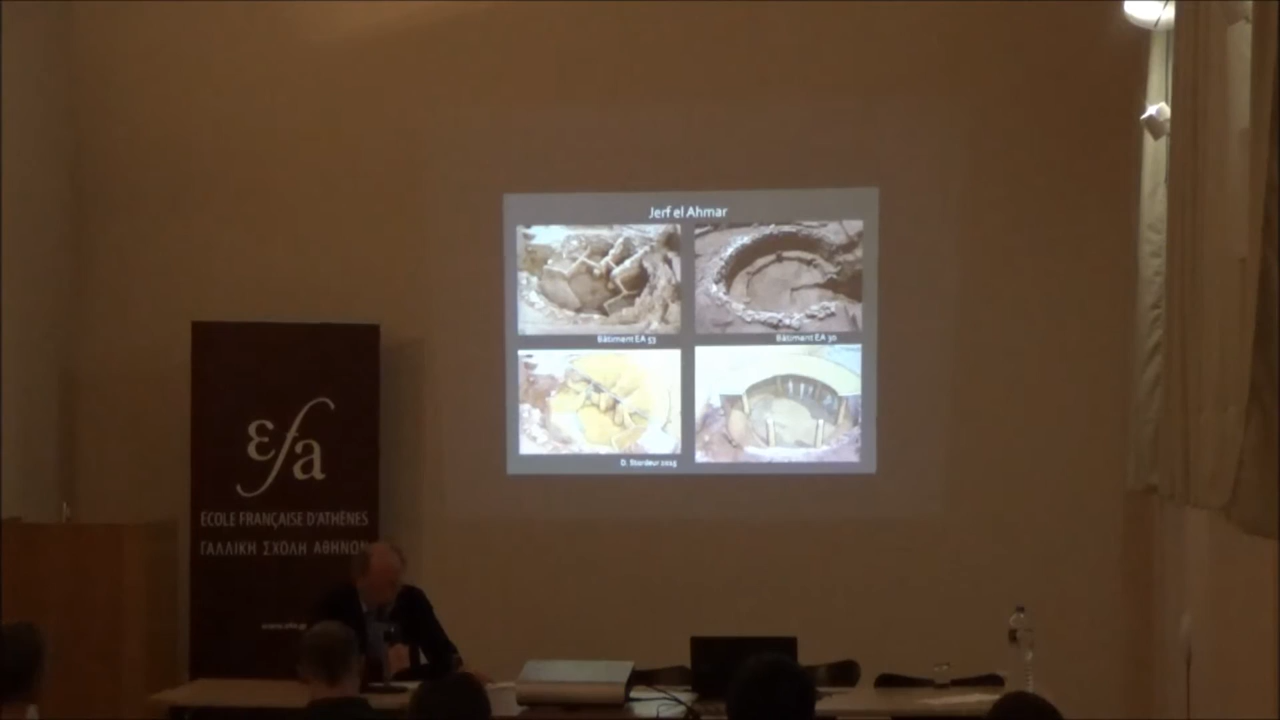 Jerf el Ahmar
Bâtiment EA 53
Bâtiment EA 30
D. Stordeur 2015
εfa
ECOLE FRANÇAISE D'ATHÈNES
ΓΑΛΛΙΚΗ ΣΧΟΛΗ ΑΘΗΝΩΝ